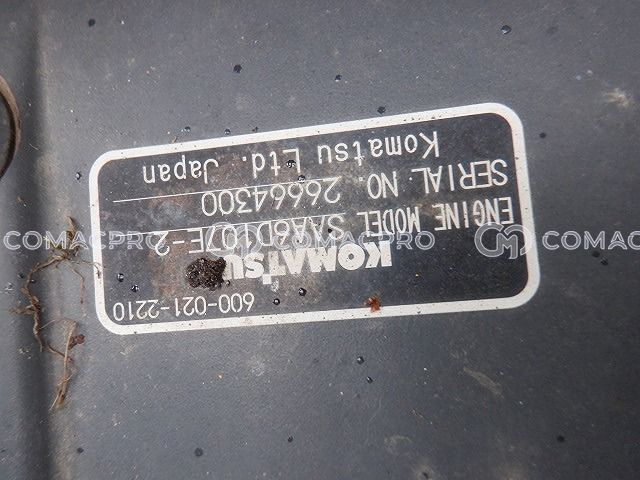 600-021-2210
KOMATSU
ENGINE MODEL SAA6D107E-2
SERIAL NO. 26664300
Komatsu Ltd. Japan
COMACPRO COMACPRO COMACPRO